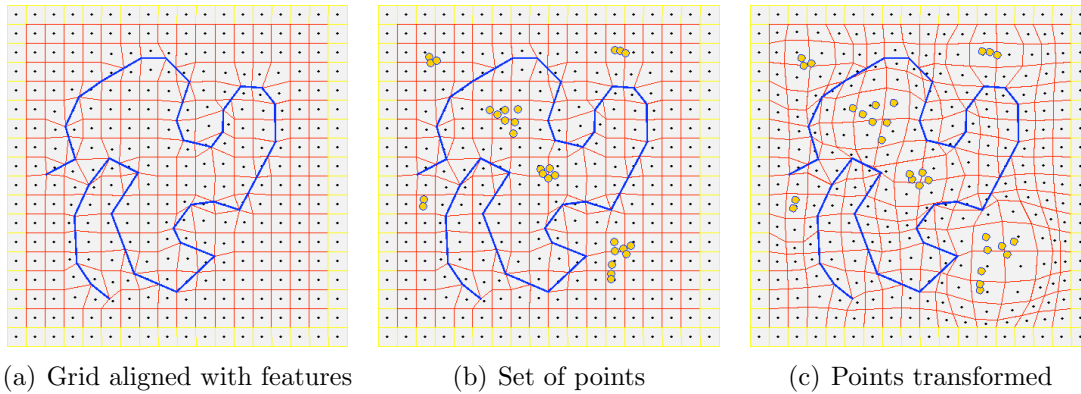 (a) Grid aligned with features
(b) Set of points
(c) Points transformed